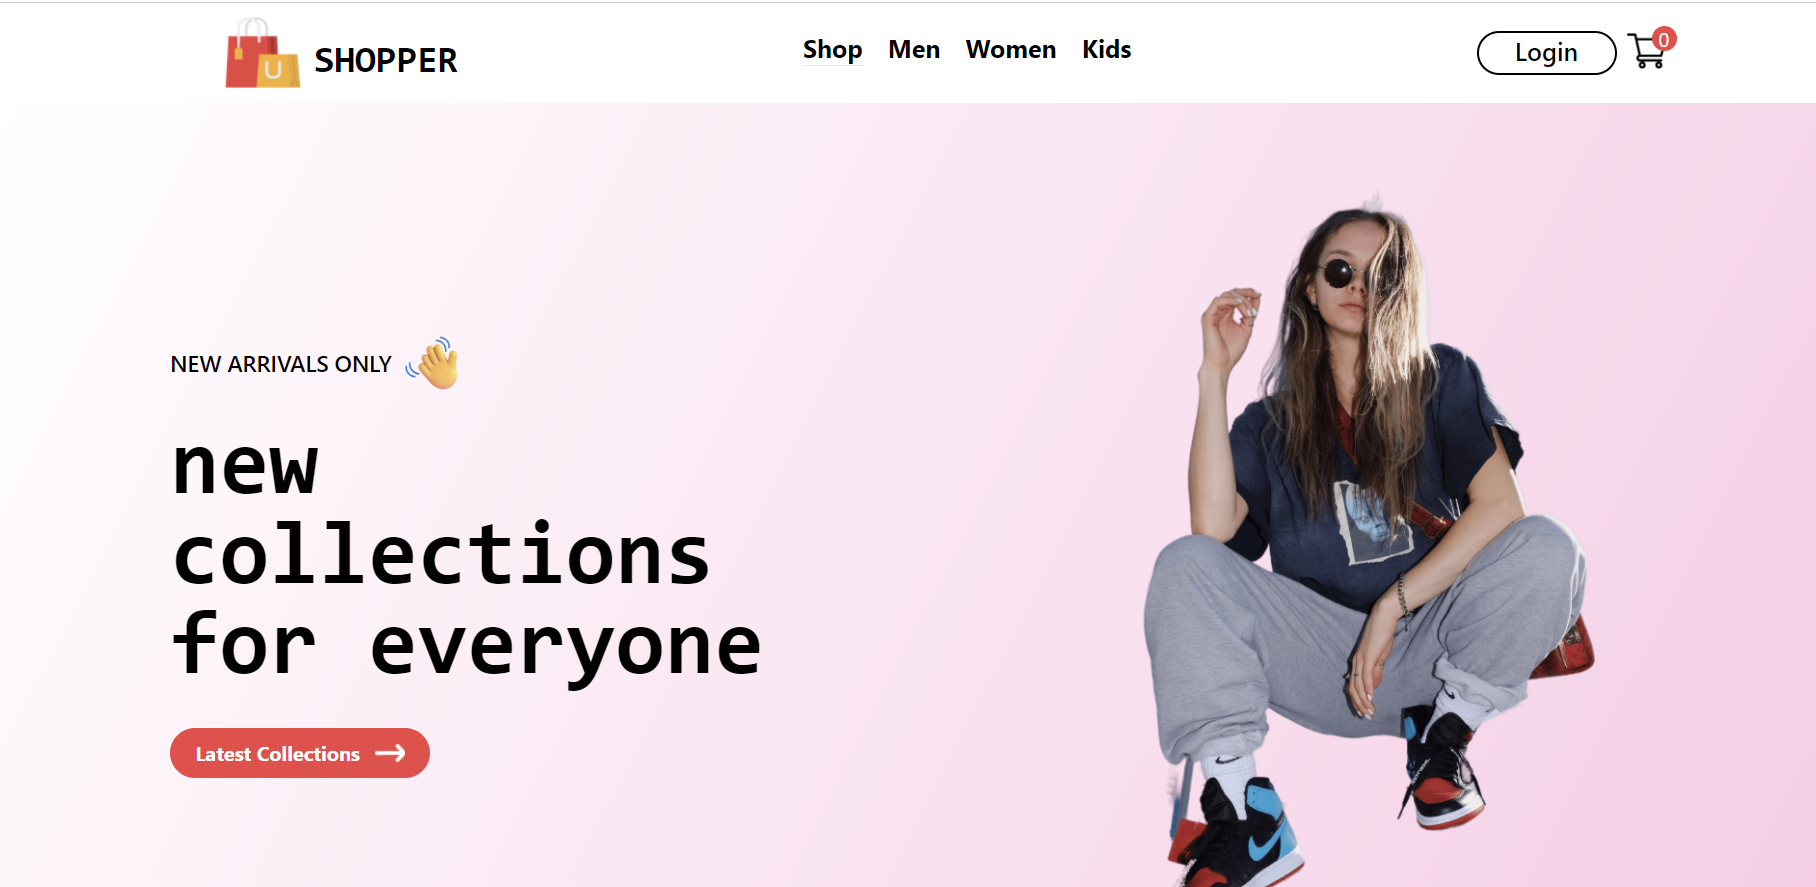 SHOPPER
Shop Men Women Kids
Login 0
NEW ARRIVALS ONLY
new
collections
for everyone
Latest Collections